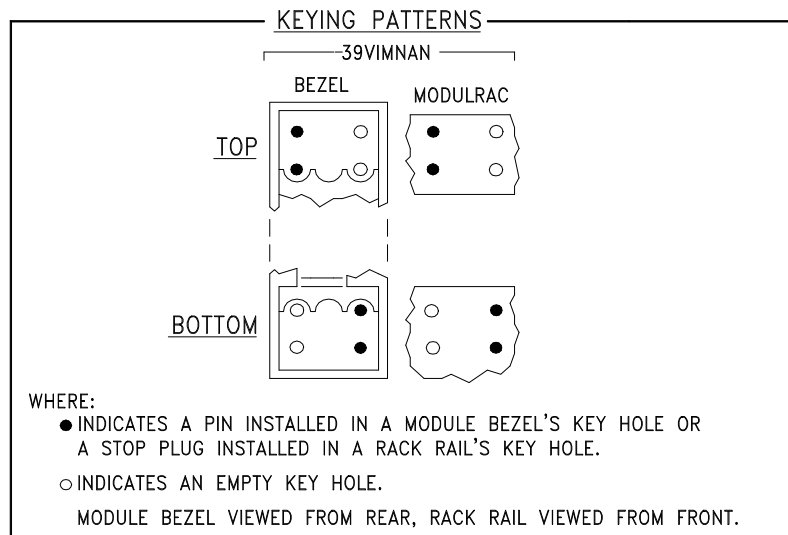 KEYING PATTERNS
39VIMNAN
BEZEL
MODULRAC
TOP
BOTTOM
WHERE:
INDICATES A PIN INSTALLED IN A MODULE BEZEL'S KEY HOLE OR
A STOP PLUG INSTALLED IN A RACK RAIL'S KEY HOLE.
INDICATES AN EMPTY KEY HOLE.
MODULE BEZEL VIEWED FROM REAR, RACK RAIL VIEWED FROM FRONT.